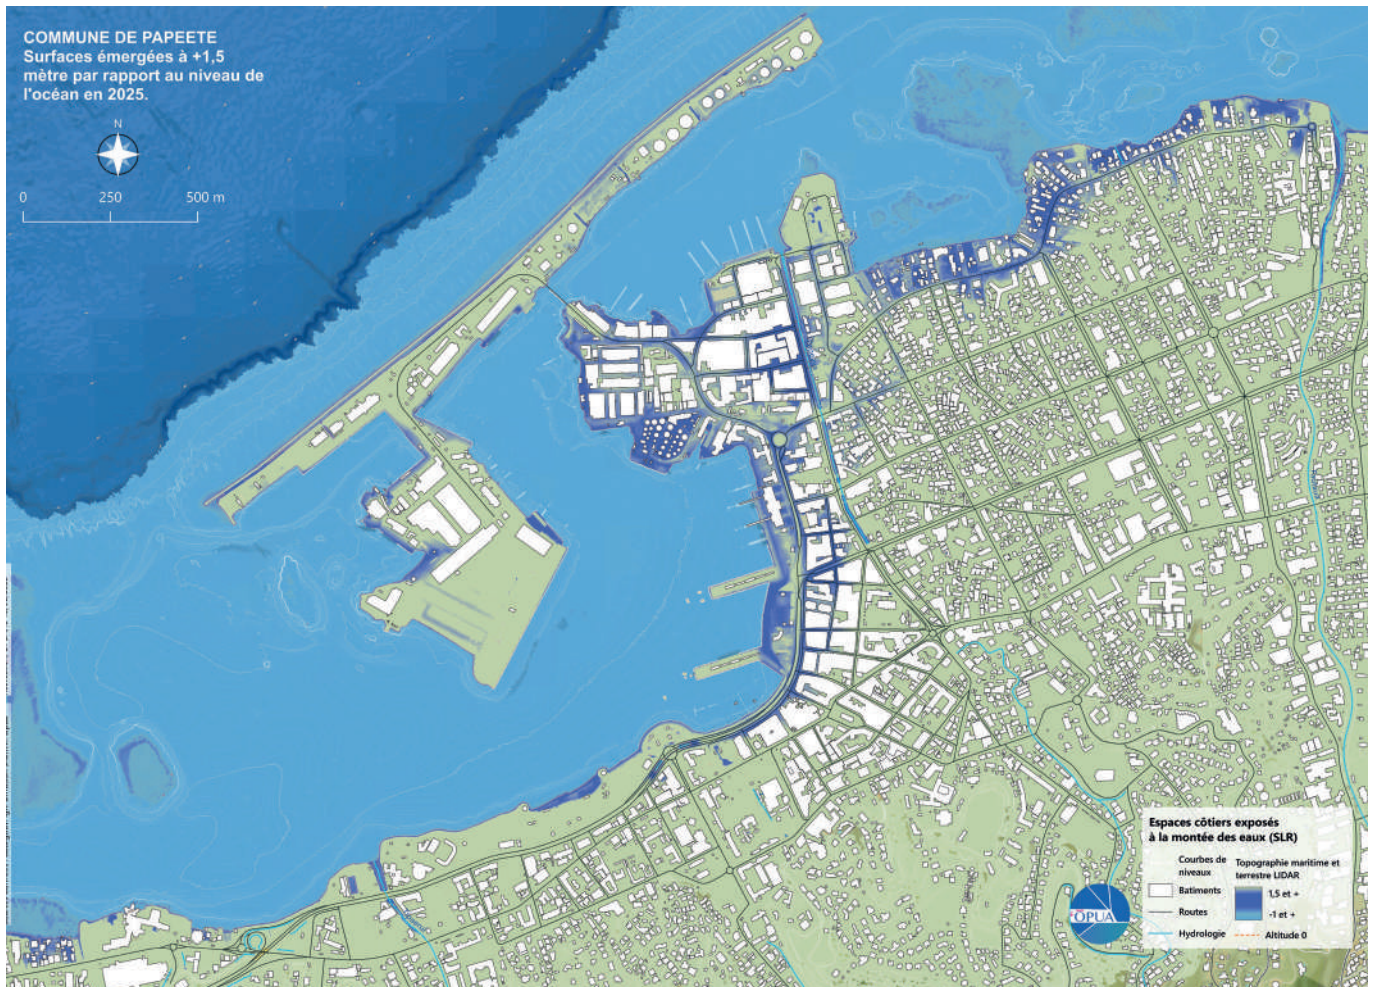 COMMUNE DE PAPEETE
Surfaces émergées à +1,5
mètre par rapport au niveau de
l'océan en 2025.
N
0 250 500 m
Espaces côtiers exposés
à la montée des eaux (SLR)
Courbes de
niveaux
Batiments
Routes
Hydrologie
Topographie maritime et
terrestre LIDAR
1,5 et +
-1 et +
Altitude 0
ÖPUA